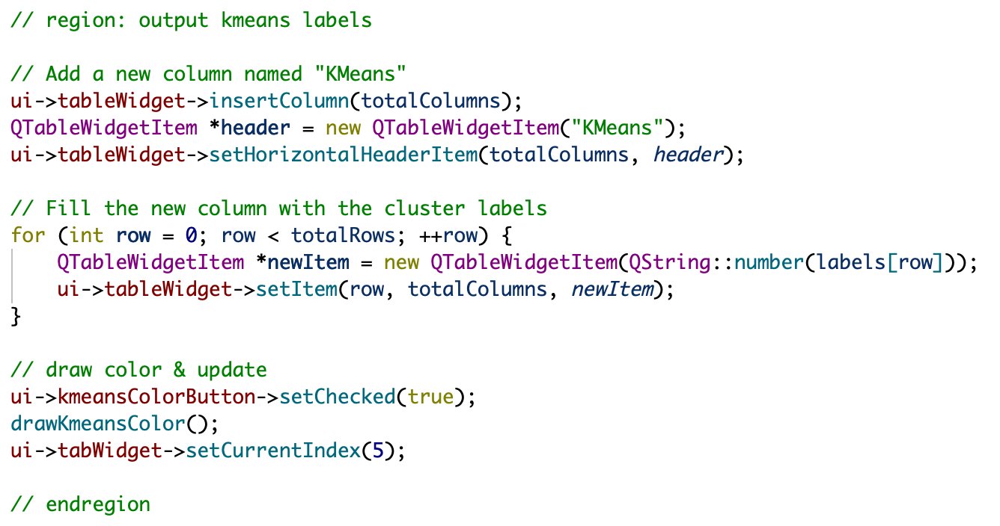 // region: output kmeans labels
// Add a new column named "KMeans"
ui->tableWidget->insertColumn(totalColumns);
QTableWidgetItem *header = new QTableWidgetItem("KMeans");
ui->tableWidget->setHorizontalHeaderItem(totalColumns, header);
// Fill the new column with the cluster labels
for (int row = 0; row < totalRows; ++row) {
    QTableWidgetItem *newItem = new QTableWidgetItem(QString::number(labels[row]));
    ui->tableWidget->setItem(row, totalColumns, newItem);
}
// draw color & update
ui->kmeansColorButton->setChecked(true);
drawKmeansColor();
ui->tabWidget->setCurrentIndex(5);
// endregion